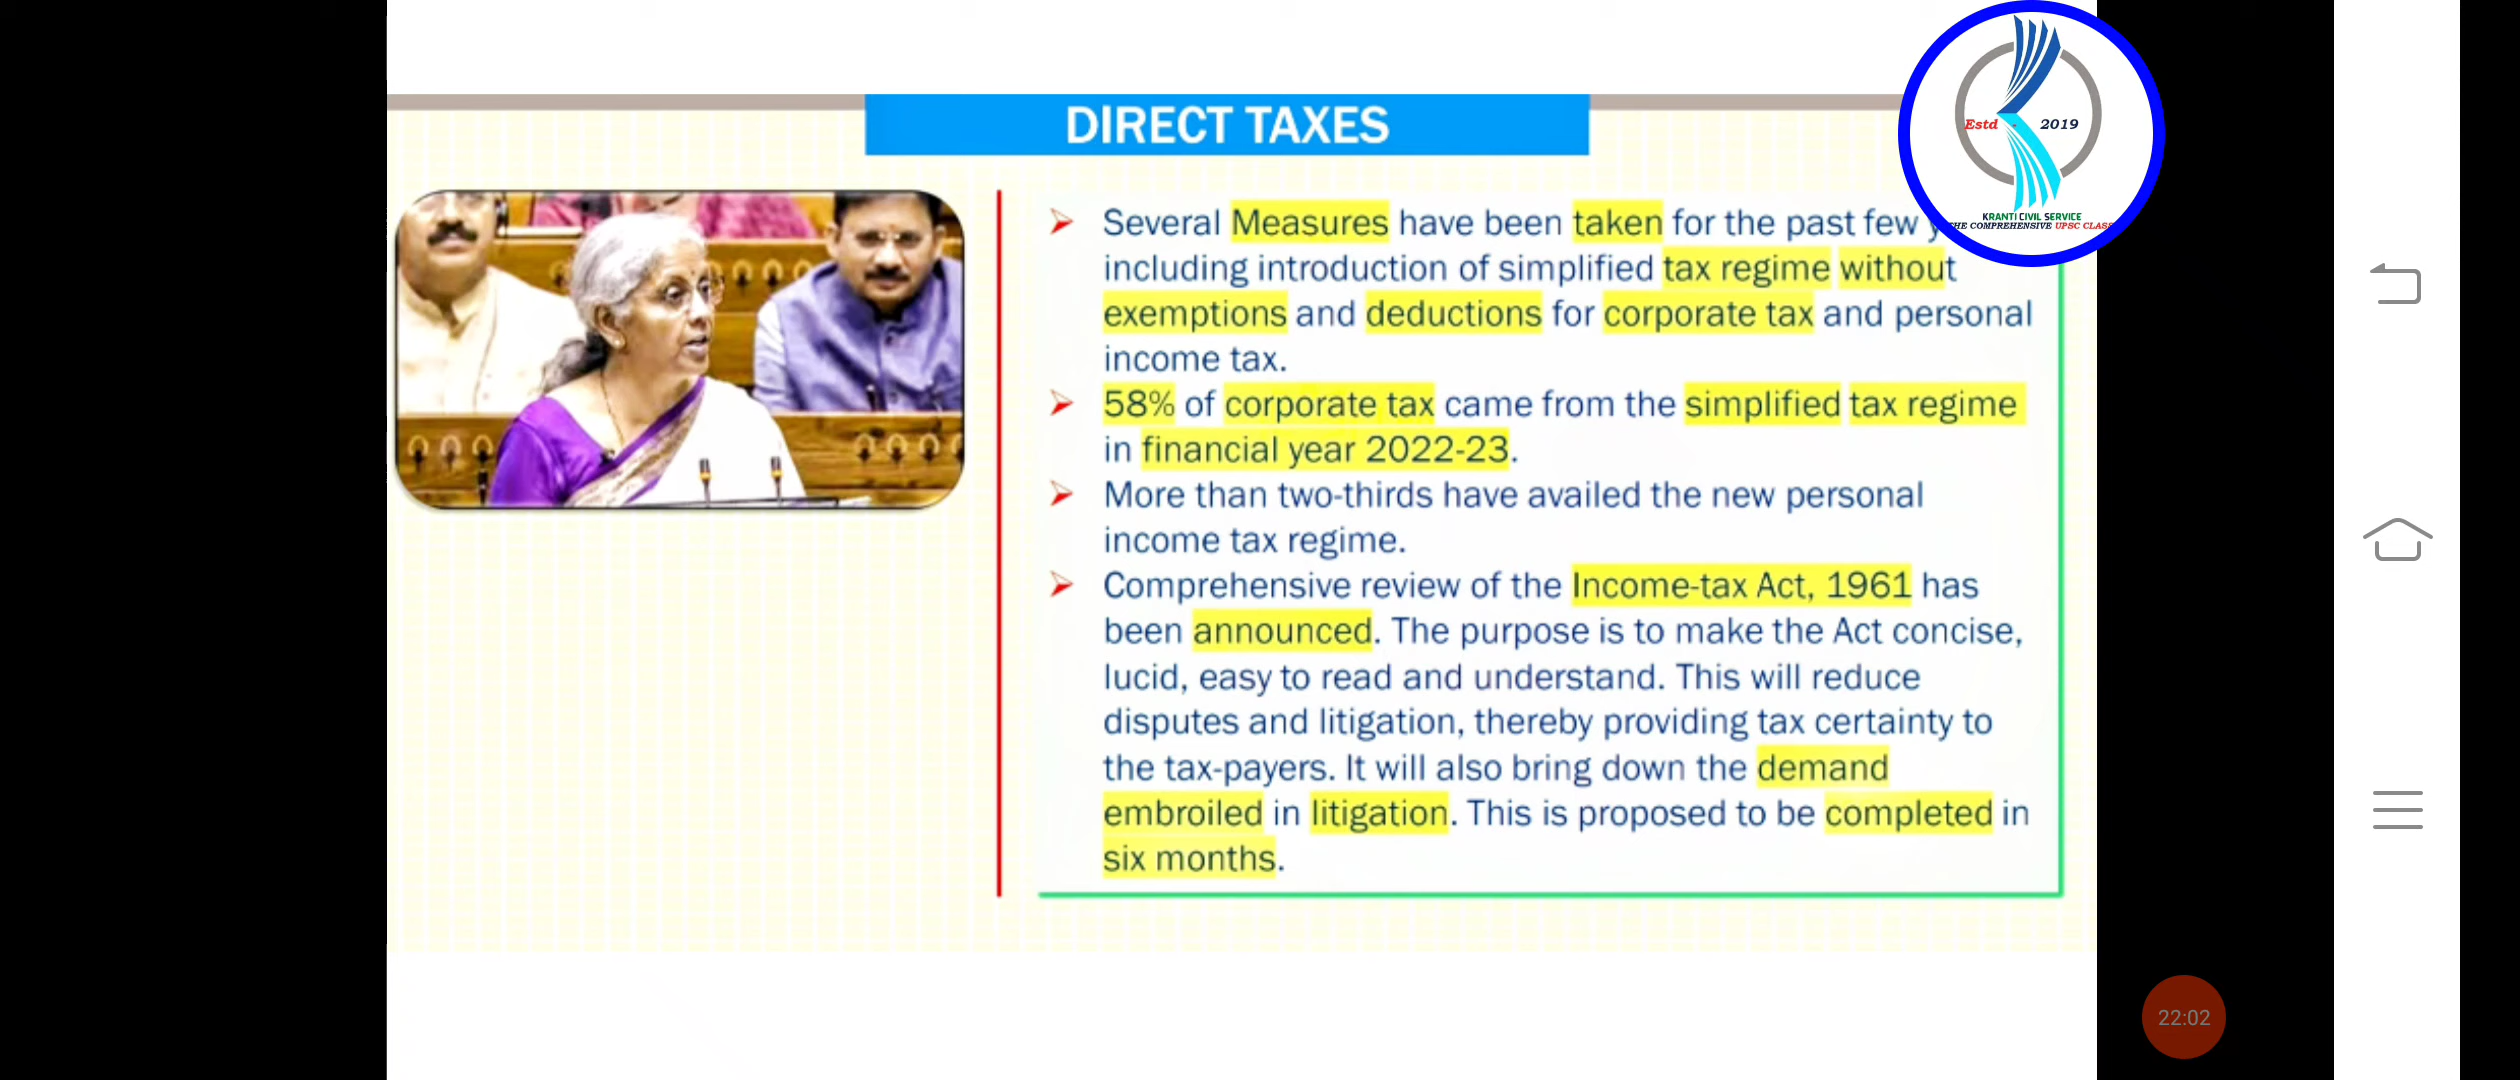 DIRECT TAXES
Estd - 2019
KRANTI CIVIL SERVICE
THE COMPREHENSIVE UPSC CLASS
Several Measures have been taken for the past few
including introduction of simplified tax regime without
exemptions and deductions for corporate tax and personal
income tax.
58% of corporate tax came from the simplified tax regime
in financial year 2022-23.
More than two-thirds have availed the new personal
income tax regime.
Comprehensive review of the Income-tax Act, 1961 has
been announced. The purpose is to make the Act concise,
lucid, easy to read and understand. This will reduce
disputes and litigation, thereby providing tax certainty to
the tax-payers. It will also bring down the demand
embroiled in litigation. This is proposed to be completed in
six months.
22:02